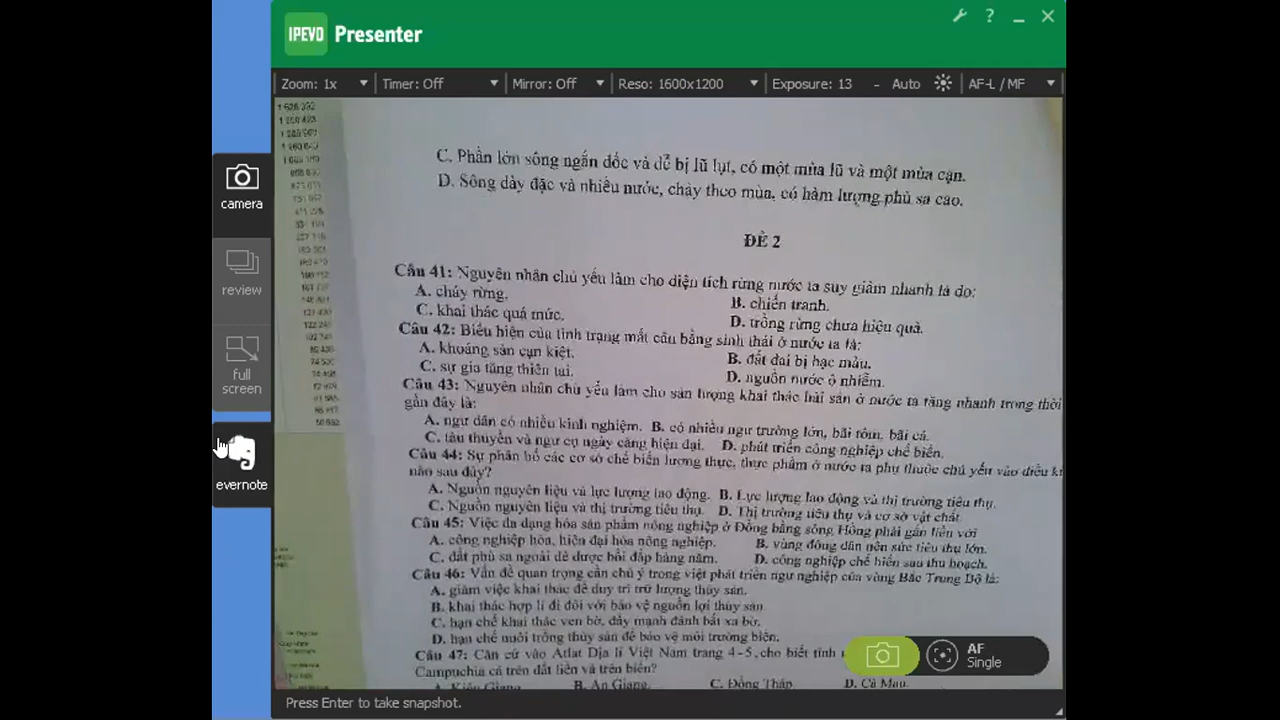 IPEVO Presenter
Zoom: 1x Timer: Off Mirror: Off Reso: 1600x1200 Exposure: 13 - Auto AF-L / MF
camera
review
full screen
evernote
C. Phần lớn sông ngắn dốc và dễ bị lũ lụt, có một mùa lũ và một mùa cạn.
D. Sông dày đặc và nhiều nước, chảy theo mùa, có hàm lượng phù sa cao.
ĐỀ 2
Câu 41: Nguyên nhân chủ yếu làm cho diện tích rừng nước ta suy giảm nhanh là do:
A. cháy rừng. B. chiến tranh.
C. khai thác quá mức. D. trồng rừng chưa hiệu quả.
Câu 42: Biểu hiện của tình trạng mất cân bằng sinh thái ở nước ta là:
A. khoáng sản cạn kiệt. B. đất đai bị bạc màu.
C. sự gia tăng thiên tai. D. nguồn nước ô nhiễm.
Câu 43: Nguyên nhân chủ yếu làm cho sản lượng khai thác hải sản ở nước ta tăng nhanh trong thời
gần đây là:
A. ngư dân có nhiều kinh nghiệm. B. có nhiều ngư trường lớn, bãi tôm, bãi cá.
C. tàu thuyền và ngư cụ ngày càng hiện đại. D. phát triển công nghiệp chế biến.
Câu 44: Sự phân bố các cơ sở chế biến lương thực, thực phẩm ở nước ta phụ thuộc chủ yếu vào điều ki
nào sau đây?
A. Nguồn nguyên liệu và lực lượng lao động. B. Lực lượng lao động và thị trường tiêu thụ.
C. Nguồn nguyên liệu và thị trường tiêu thụ. D. Thị trường tiêu thụ và cơ sở vật chất
Câu 45: Việc đa dạng hóa sản phẩm nông nghiệp ở Đồng bằng sông Hồng phải gắn liền với
A. công nghiệp hóa, hiện đại hóa nông nghiệp. B. vùng đông dân nên sức tiêu thụ lớn.
C. đất phù sa ngoài đê được bồi đắp hàng năm. D. công nghiệp chế biến sau thu hoạch.
Câu 46: Vấn đề quan trọng cần chú ý trong việt phát triển ngư nghiệp của vùng Bắc Trung Bộ là:
A. giảm việc khai thác để duy trì trữ lượng thủy sản.
B. khai thác hợp lí đi đôi với bảo vệ nguồn lợi thủy sản
C. hạn chế khai thác ven bờ, đẩy mạnh đánh bắt xa bờ.
D. hạn chế nuôi trồng thủy sản để bảo vệ môi trường biển.
Câu 47: Căn cứ vào Atlat Địa lí Việt Nam trang 4-5, cho biết tỉnh
Campuchia cả trên đất liền và trên biển?
A. Kiên Giang B. An Giang. C. Đồng Tháp D. Cà Mau.
AF
Single
Press Enter to take snapshot.